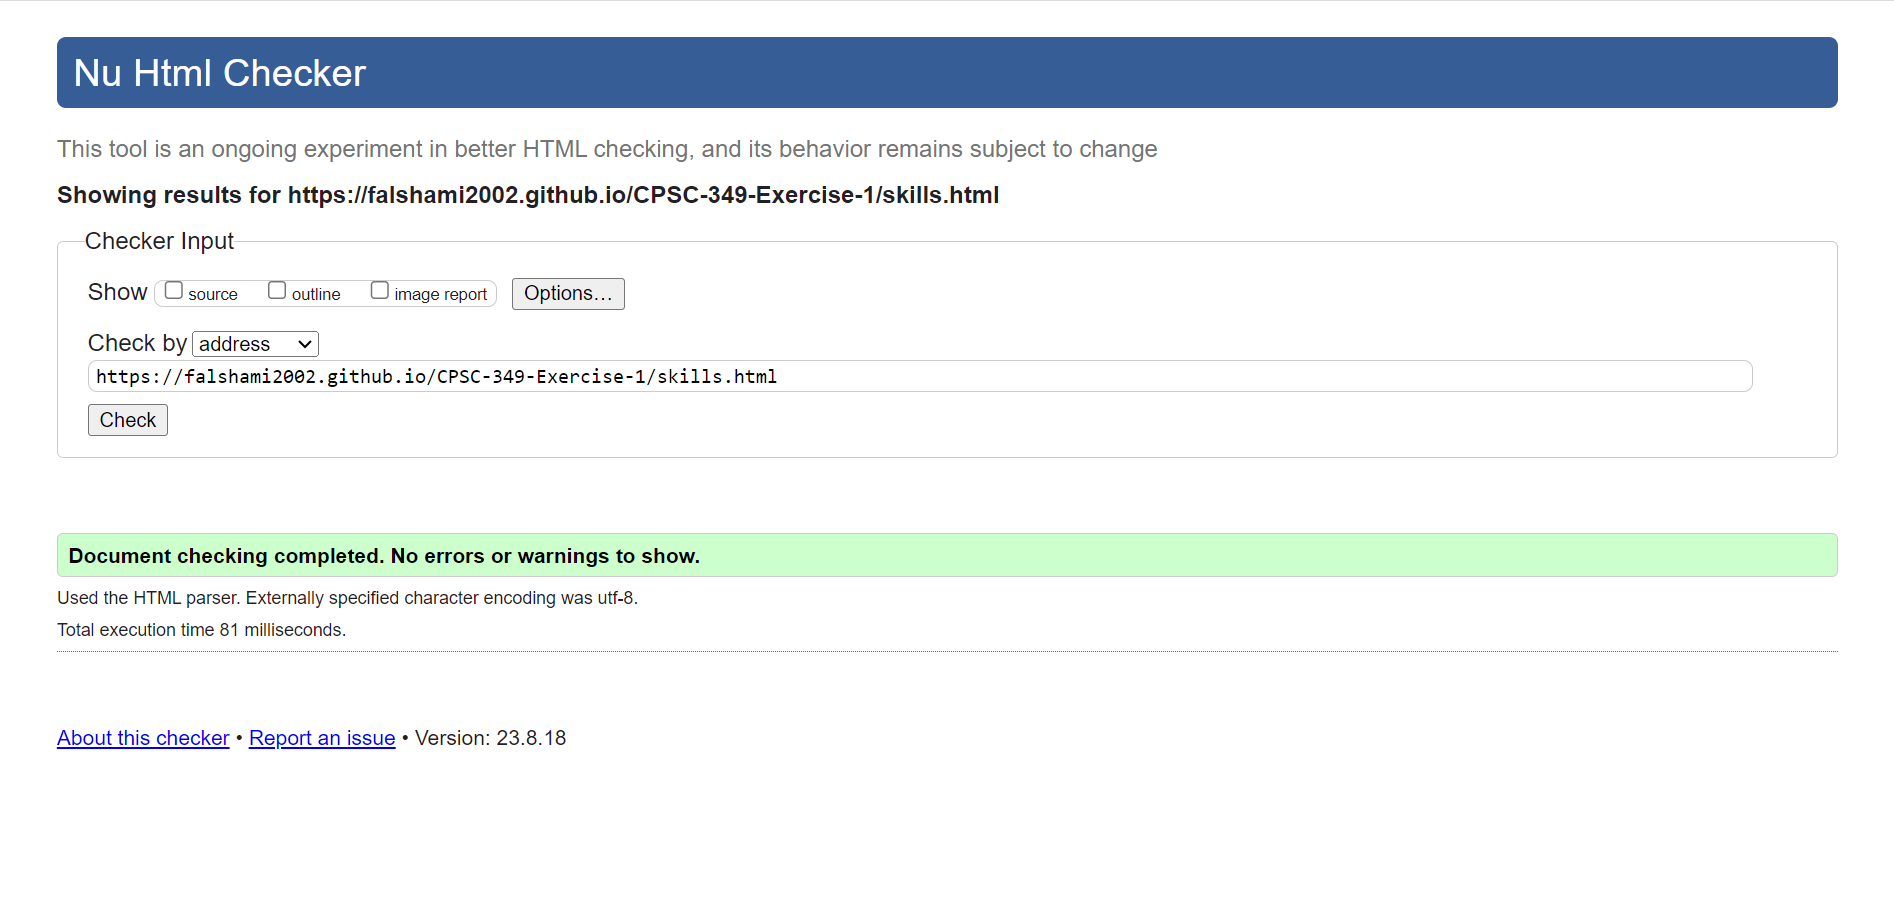 Nu Html Checker
This tool is an ongoing experiment in better HTML checking, and its behavior remains subject to change
Showing results for https://falshami2002.github.io/CPSC-349-Exercise-1/skills.html
Checker Input
Show source outline image report Options...
Check by address
https://falshami2002.github.io/CPSC-349-Exercise-1/skills.html
Check
Document checking completed. No errors or warnings to show.
Used the HTML parser. Externally specified character encoding was utf-8.
Total execution time 81 milliseconds.
About this checker • Report an issue • Version: 23.8.18